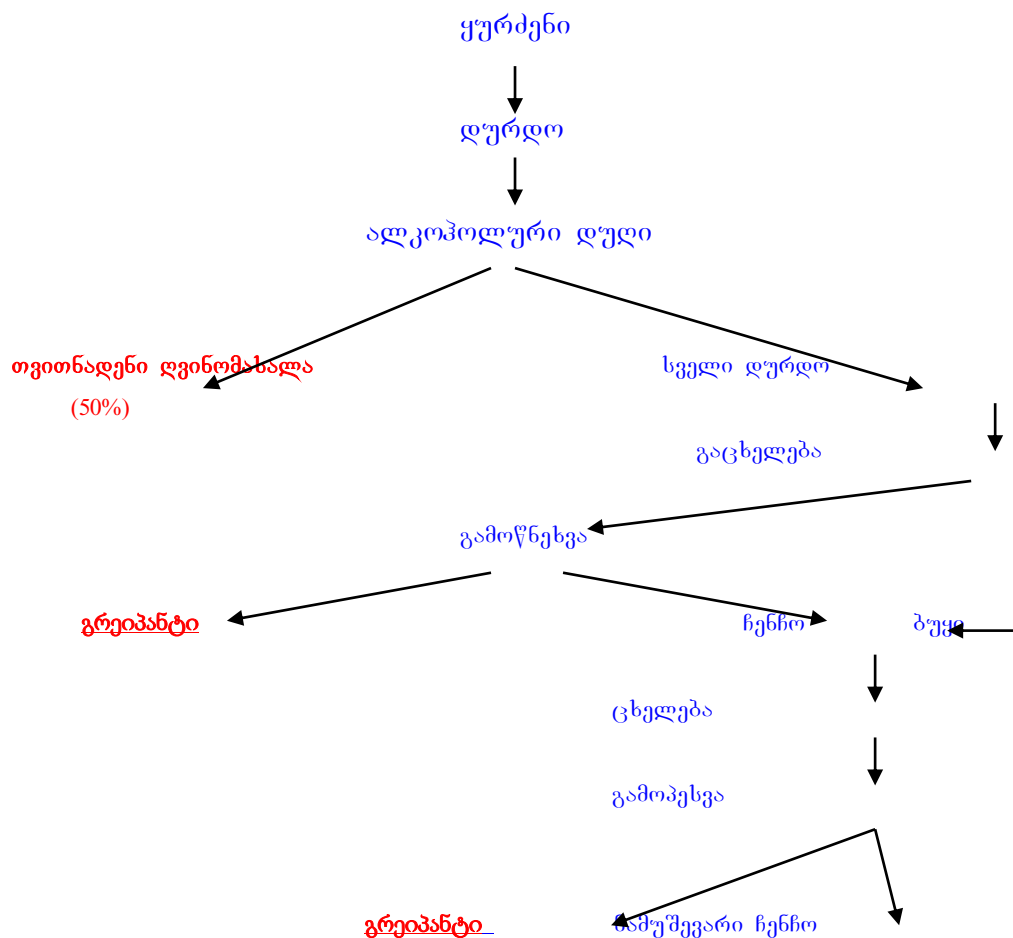 ყურძენი
დურდო
ალკოჰოლური დუღი
თვითნადენი ღვინომასალა
(50%)
სველი დურდო
გაცხელება
გამოწნეხვა
გრეიპანტი
ჩენჩო ბუყი
ცხელება
გამოპესვა
გრეიპანტი
ნამუშევარი ჩენჩო